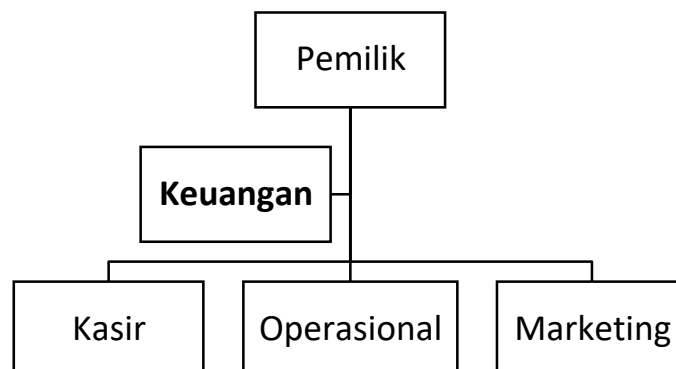 Pemilik
Keuangan
Kasir
Operasional
Marketing